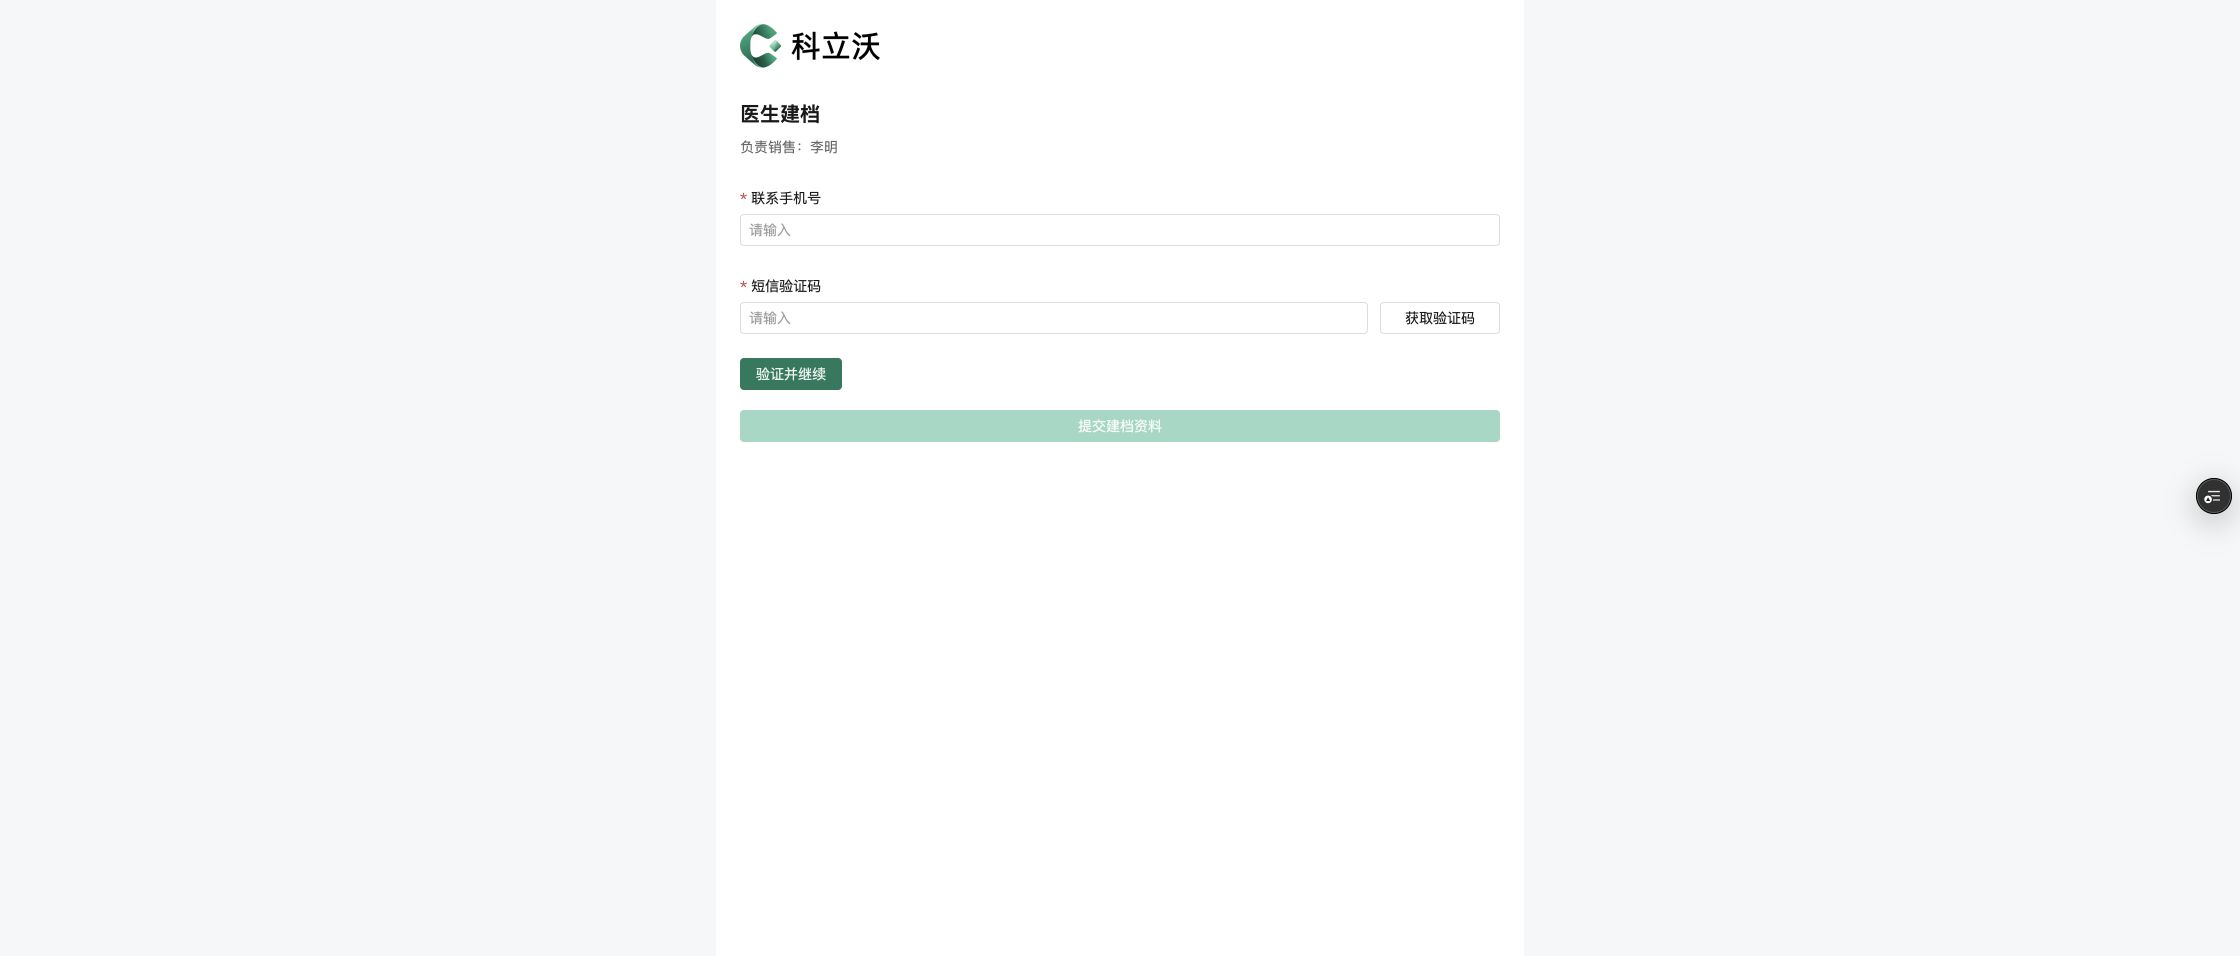 科立沃
医生建档
负责销售：李明
* 联系手机号
请输入
* 短信验证码
请输入
获取验证码
验证并继续
提交建档资料